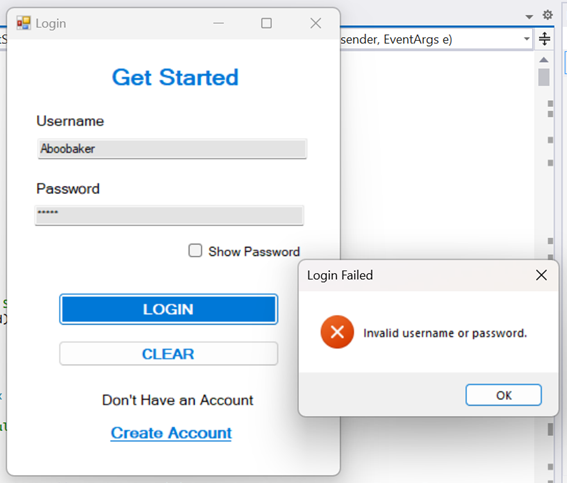 Login
sender, EventArgs e)
Get Started
Username
Aboobaker
Password
*****
Show Password
LOGIN
CLEAR
Don't Have an Account
Create Account
Login Failed
Invalid username or password.
OK